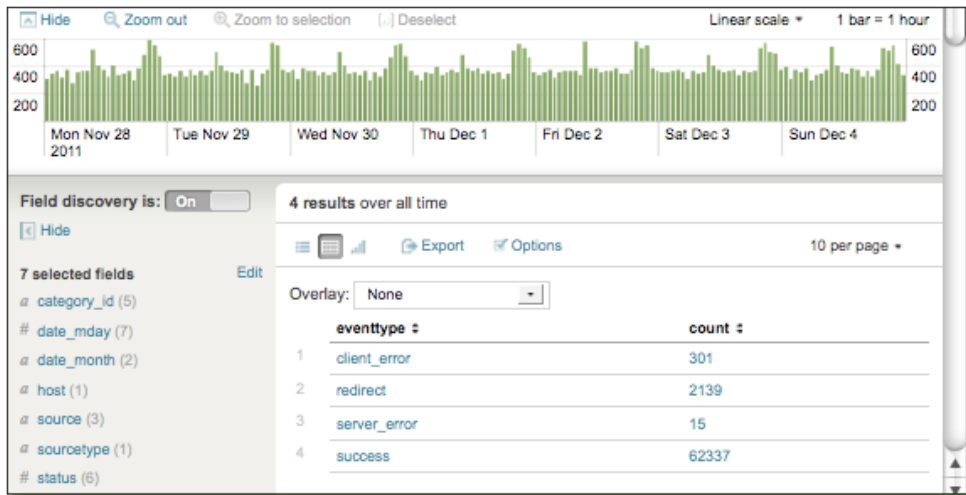 Hide Zoom out Zoom to selection Deselect Linear scale 1 bar = 1 hour
600 600
400 400
200 200
Mon Nov 28 Tue Nov 29 Wed Nov 30 Thu Dec 1 Fri Dec 2 Sat Dec 3 Sun Dec 4
2011
Field discovery is: On
Hide
7 selected fields Edit
a category_id (5)
# date_mday (7)
a date_month (2)
a host (1)
a source (3)
a sourcetype (1)
# status (6)
4 results over all time
Export Options 10 per page
Overlay: None
eventtype count
1 client_error 301
2 redirect 2139
3 server_error 15
4 success 62337